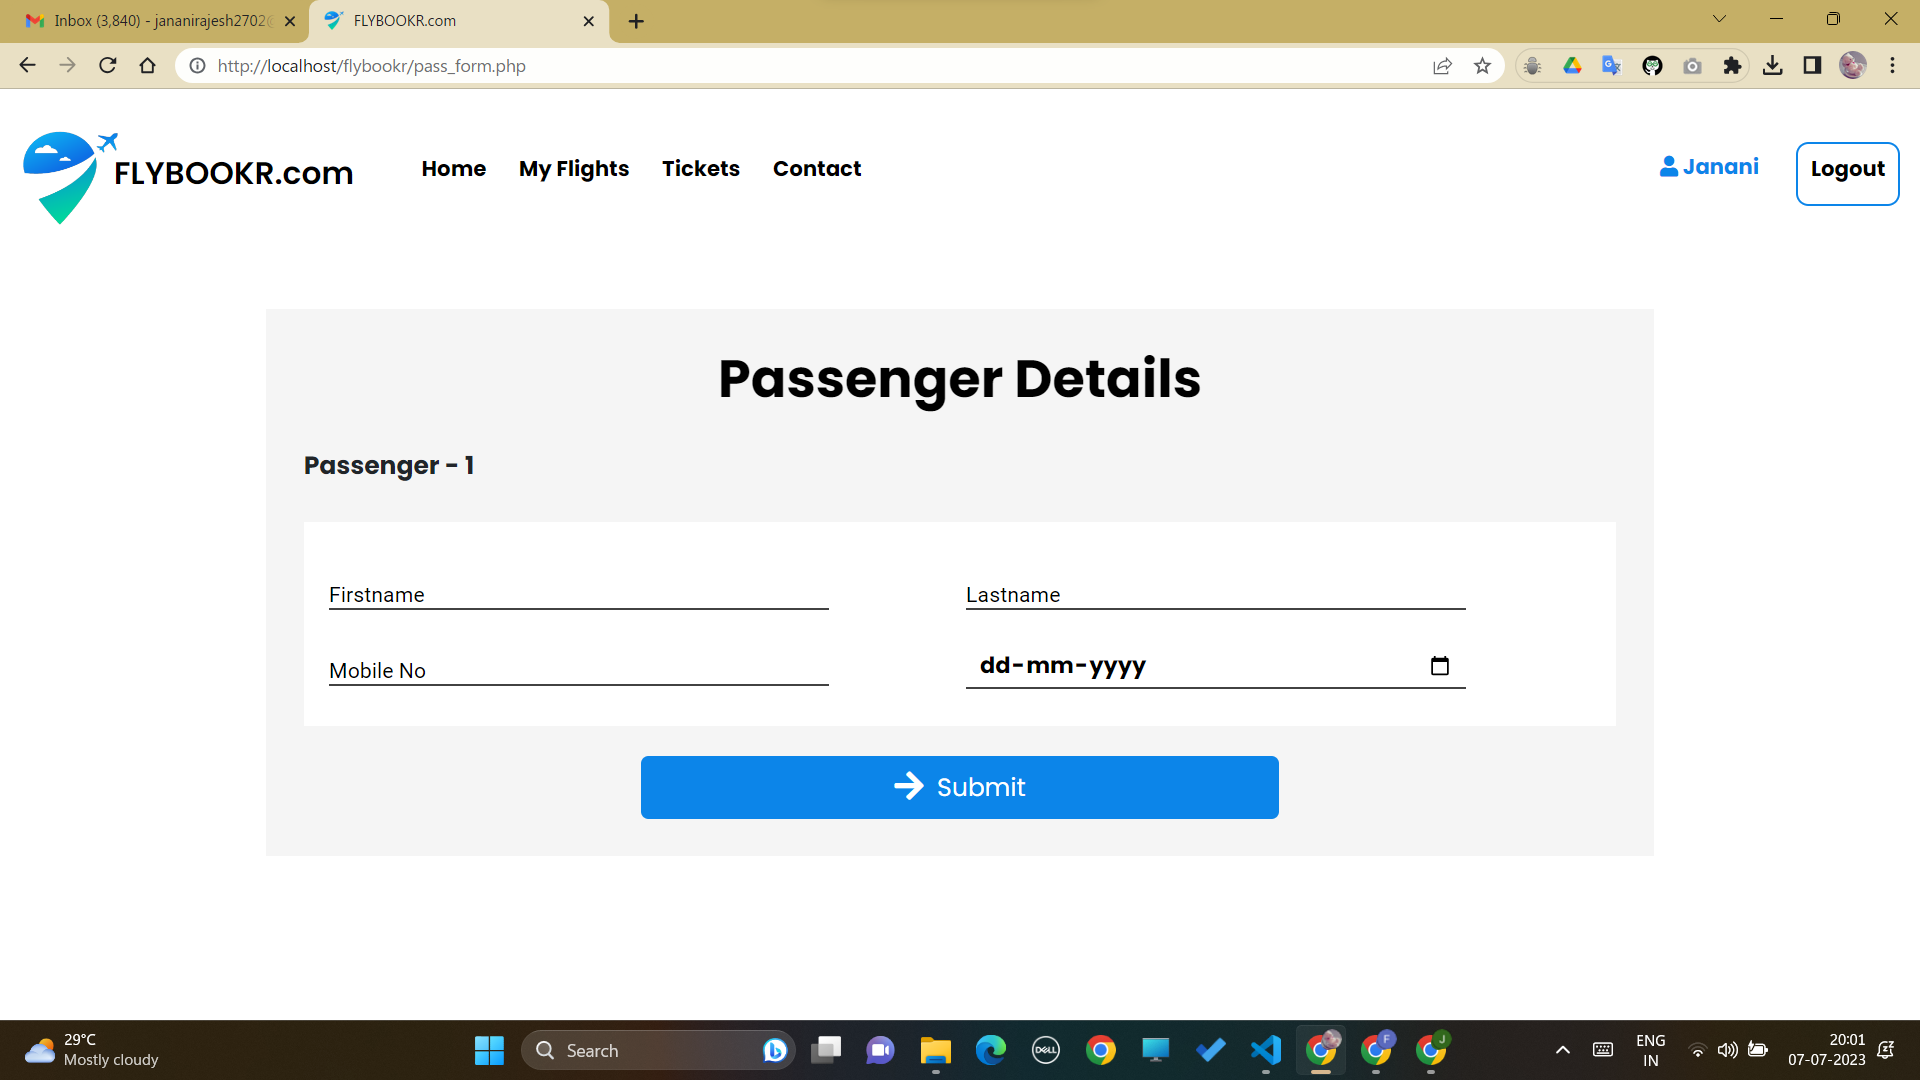 Inbox (3,840) - jananirajesh2702@
FLYBOOKR.com
http://localhost/flybookr/pass_form.php
FLYBOOKR.com
Home
My Flights
Tickets
Contact
Janani
Logout
Passenger Details
Passenger - 1
Firstname
Lastname
Mobile No
dd-mm-yyyy
Submit
29°C
Mostly cloudy
Search
DELL
F
J
ENG
IN
20:01
07-07-2023